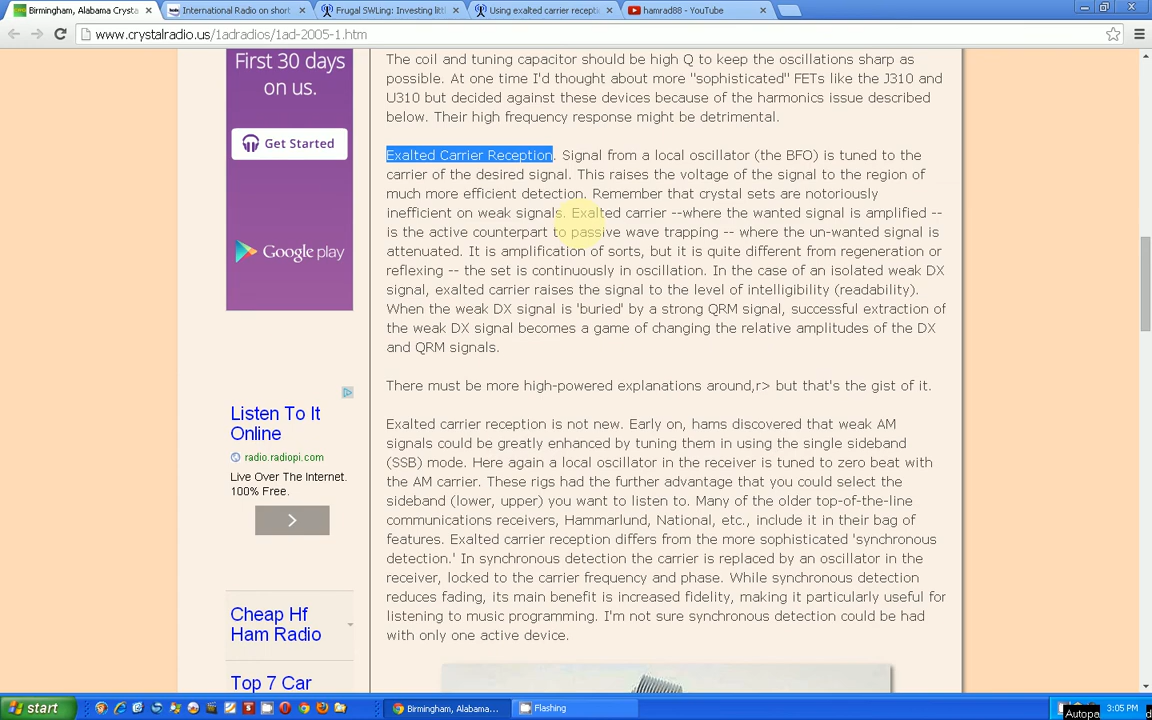 Birmingham, Alabama Crysta
International Radio on short
Frugal SWLing: Investing littl
Using exalted carrier recepti
hamrad88 - YouTube
www.crystalradio.us/1adradios/1ad-2005-1.htm
First 30 days
on us.
Get Started
Google play
Listen To It
Online
radio.radiopi.com
Live Over The Internet.
100% Free.
Cheap Hf
Ham Radio
Top 7 Car
The coil and tuning capacitor should be high Q to keep the oscillations sharp as
possible. At one time I'd thought about more "sophisticated" FETs like the J310 and
U310 but decided against these devices because of the harmonics issue described
below. Their high frequency response might be detrimental.
Exalted Carrier Reception. Signal from a local oscillator (the BFO) is tuned to the
carrier of the desired signal. This raises the voltage of the signal to the region of
much more efficient detection. Remember that crystal sets are notoriously
inefficient on weak signals. Exalted carrier --where the wanted signal is amplified --
is the active counterpart to passive wave trapping -- where the un-wanted signal is
attenuated. It is amplification of sorts, but it is quite different from regeneration or
reflexing -- the set is continuously in oscillation. In the case of an isolated weak DX
signal, exalted carrier raises the signal to the level of intelligibility (readability).
When the weak DX signal is 'buried' by a strong QRM signal, successful extraction of
the weak DX signal becomes a game of changing the relative amplitudes of the DX
and QRM signals.
There must be more high-powered explanations around,r> but that's the gist of it.
Exalted carrier reception is not new. Early on, hams discovered that weak AM
signals could be greatly enhanced by tuning them in using the single sideband
(SSB) mode. Here again a local oscillator in the receiver is tuned to zero beat with
the AM carrier. These rigs had the further advantage that you could select the
sideband (lower, upper) you want to listen to. Many of the older top-of-the-line
communications receivers, Hammarlund, National, etc., include it in their bag of
features. Exalted carrier reception differs from the more sophisticated 'synchronous
detection.' In synchronous detection the carrier is replaced by an oscillator in the
receiver, locked to the carrier frequency and phase. While synchronous detection
reduces fading, its main benefit is increased fidelity, making it particularly useful for
listening to music programming. I'm not sure synchronous detection could be had
with only one active device.
start
Birmingham, Alabama...
Flashing
3:05 PM
Autopa